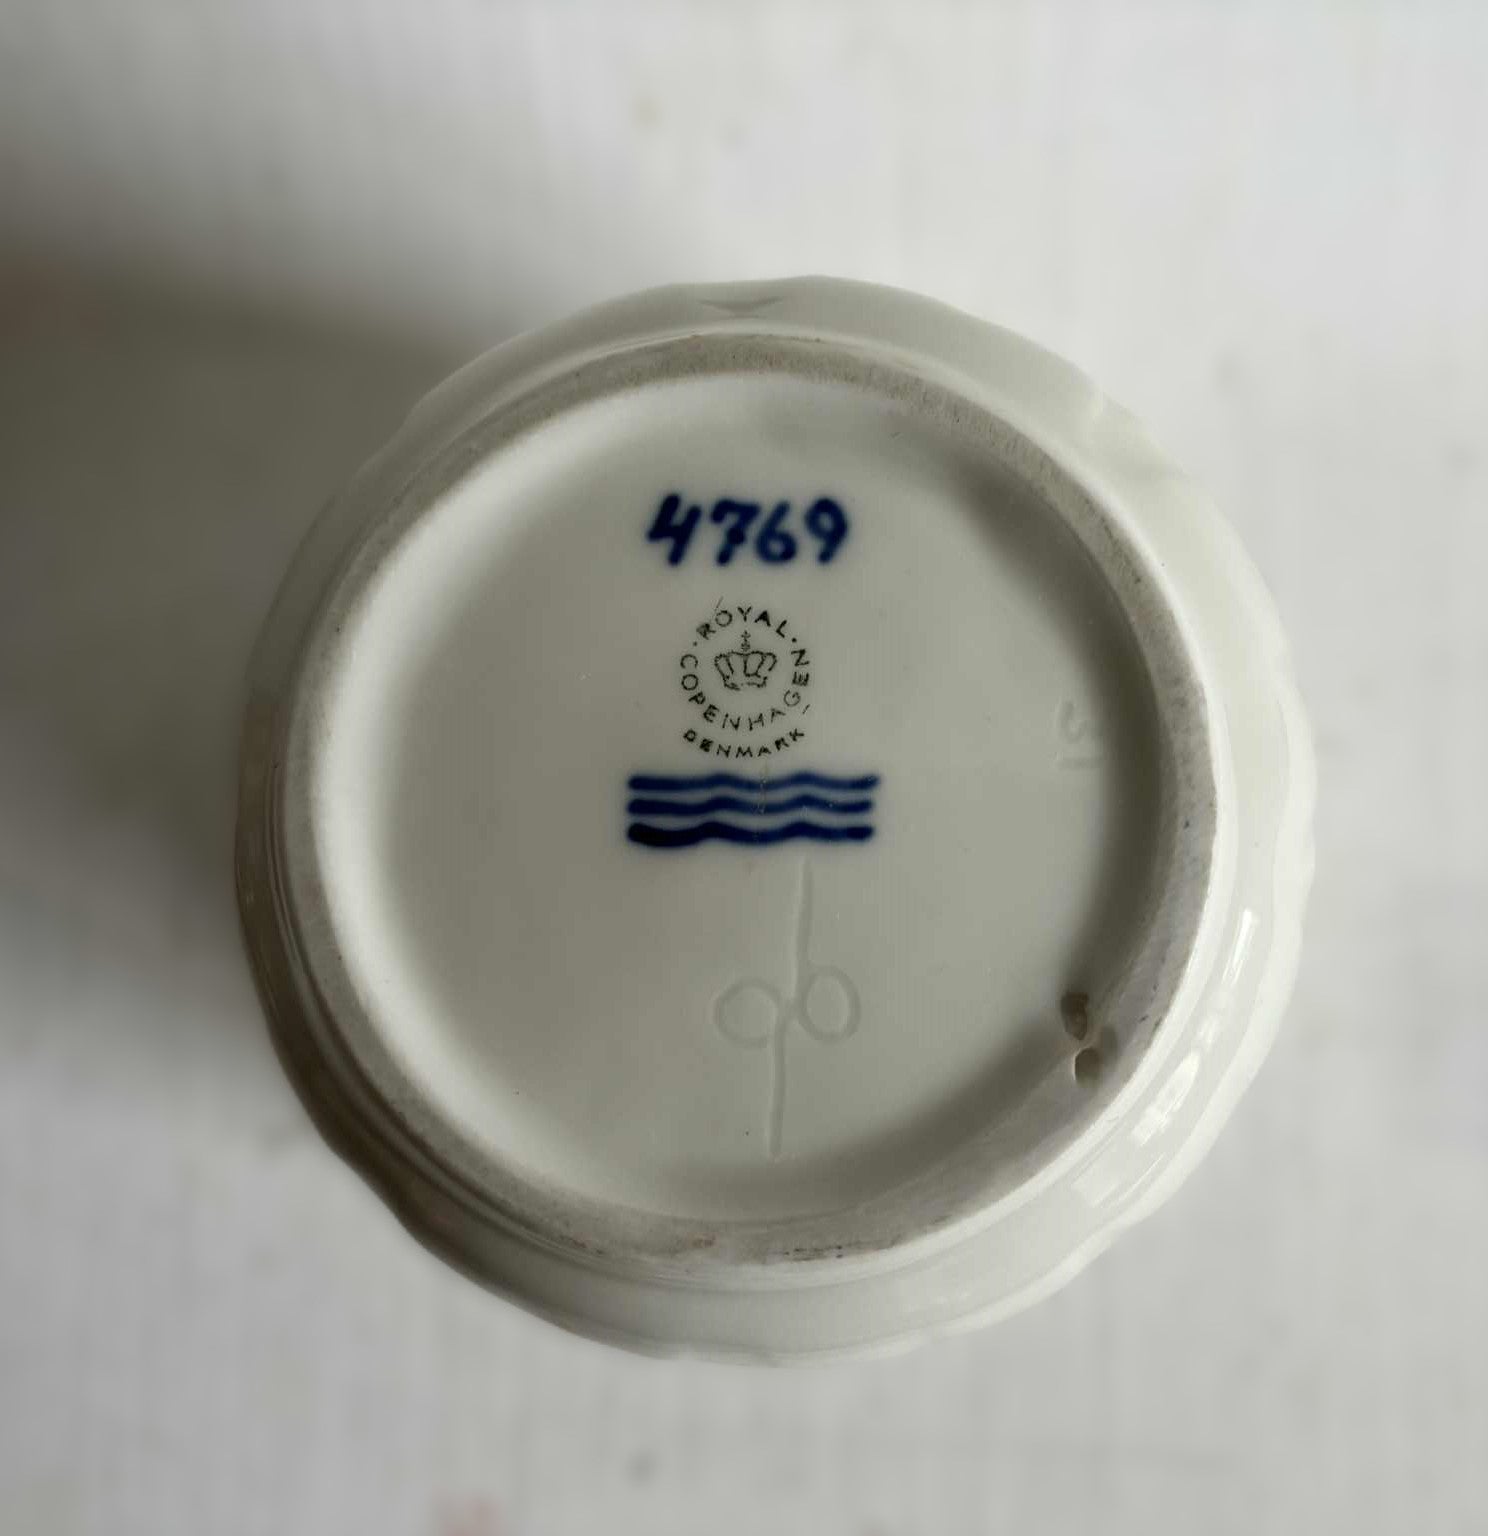 4769
ROYAL
COPENHAGEN
DENMARK